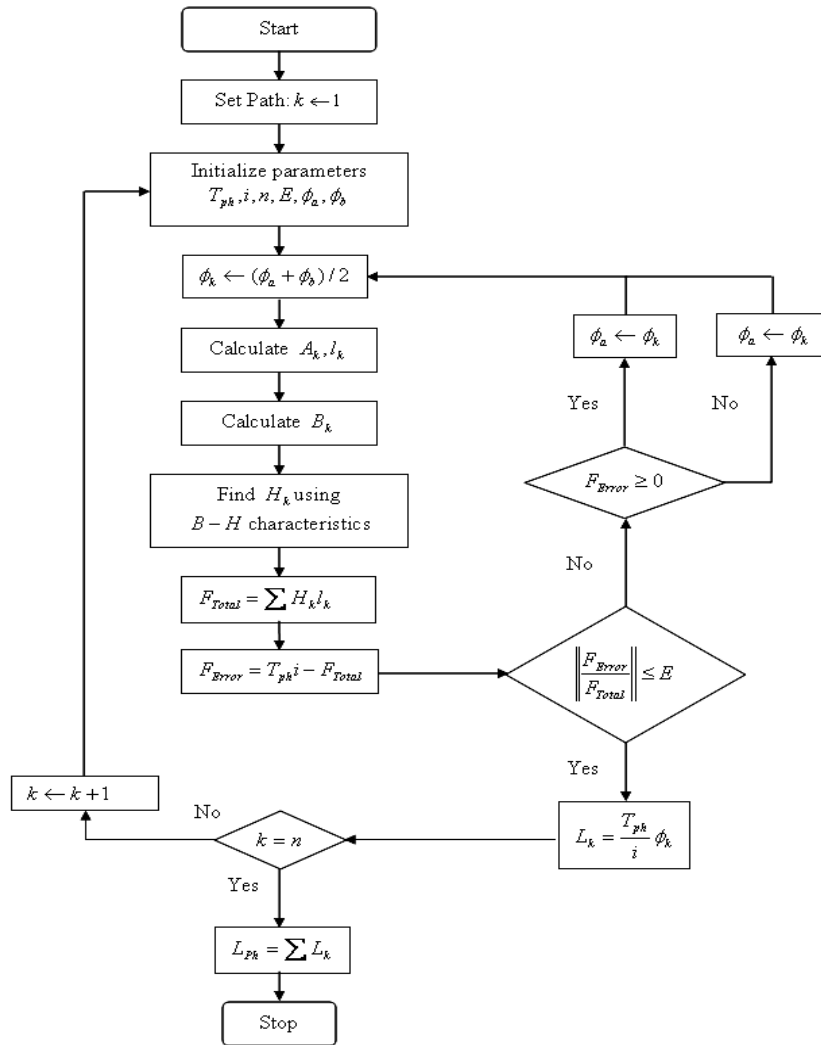 Start
Set Path: k ← 1
Initialize parameters
T_ph, i, n, E, ϕ_a, ϕ_b
ϕ_k ← (ϕ_a + ϕ_b) / 2
Calculate A_k, l_k
Calculate B_k
Find H_k using
B − H characteristics
F_Total = ∑ H_k l_k
F_Error = T_ph i − F_Total
‖F_Error / F_Total‖ ≤ E
No
F_Error ≥ 0
Yes
No
ϕ_a ← ϕ_k
ϕ_a ← ϕ_k
Yes
L_k = T_ph / i ϕ_k
k = n
No
k ← k + 1
Yes
L_Ph = ∑ L_k
Stop